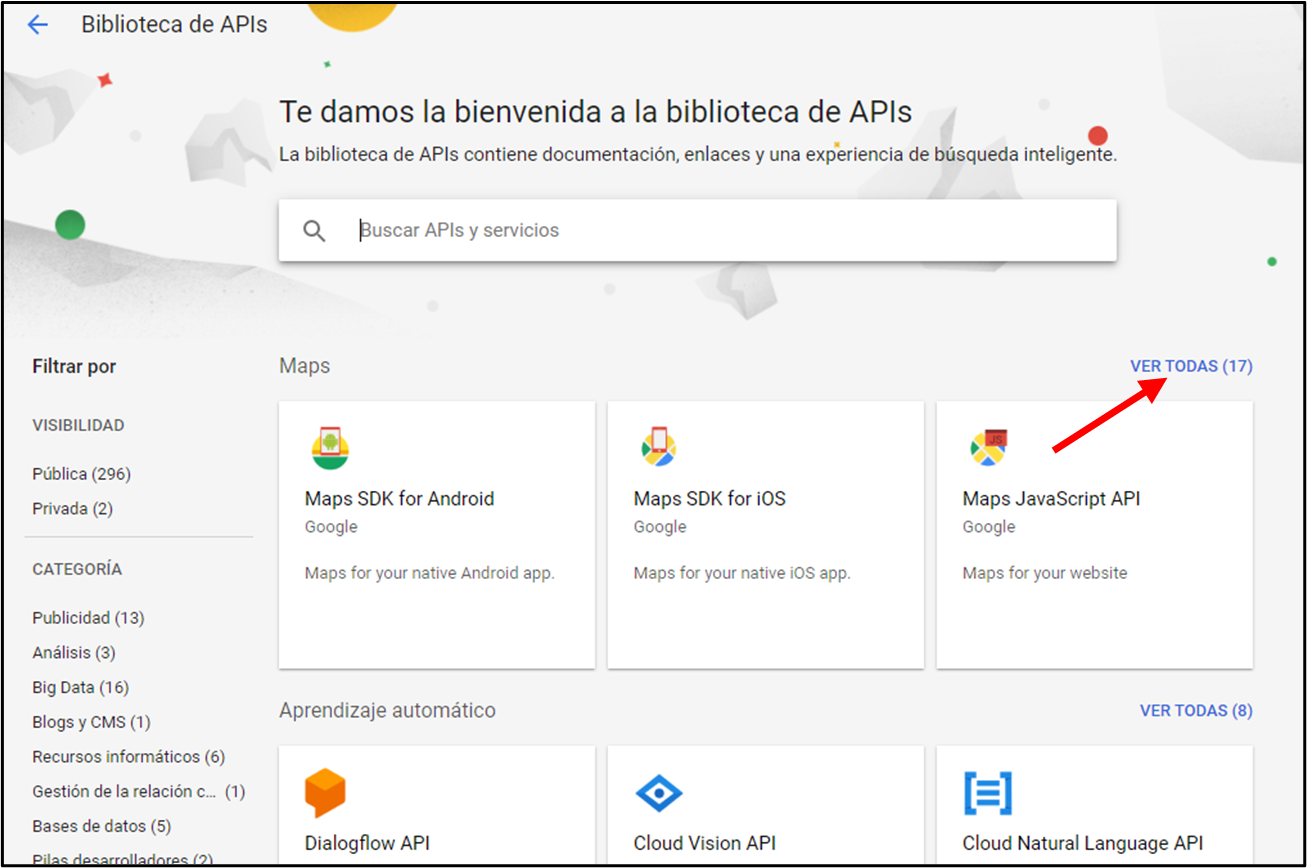 Biblioteca de APIs
Te damos la bienvenida a la biblioteca de APIs
La biblioteca de APIs contiene documentación, enlaces y una experiencia de búsqueda inteligente.
Buscar APIs y servicios
Filtrar por
VISIBILIDAD
Pública (296)
Privada (2)
CATEGORÍA
Publicidad (13)
Análisis (3)
Big Data (16)
Blogs y CMS (1)
Recursos informáticos (6)
Gestión de la relación c... (1)
Bases de datos (5)
Pilas desarrolladores (2)
Maps
VER TODAS (17)
Maps SDK for Android
Google
Maps for your native Android app.
Maps SDK for iOS
Google
Maps for your native iOS app.
JS
Maps JavaScript API
Google
Maps for your website
Aprendizaje automático
VER TODAS (8)
Dialogflow API
Cloud Vision API
Cloud Natural Language API